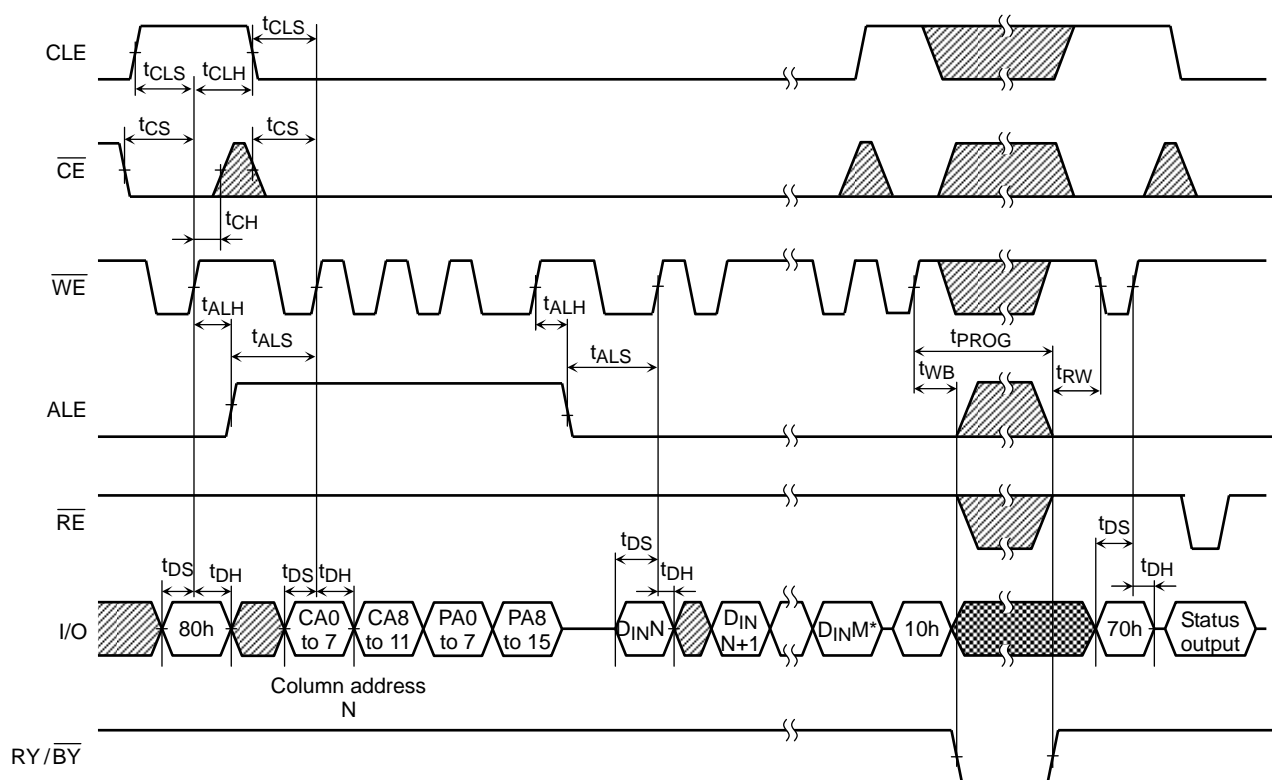 CLE
tCLS
tCLS
tCLH
CE
tCS
tCS
tCH
WE
tALH
tALS
tALH
tALS
tPROG
tWB
tRW
ALE
RE
I/O
tDS
tDH
tDS
tDH
tDS
tDH
tDS
tDH
80h
CA0
to 7
CA8
to 11
PA0
to 7
PA8
to 15
DINN
DIN
N+1
DINM*
10h
70h
Status
output
Column address
N
RY/BY